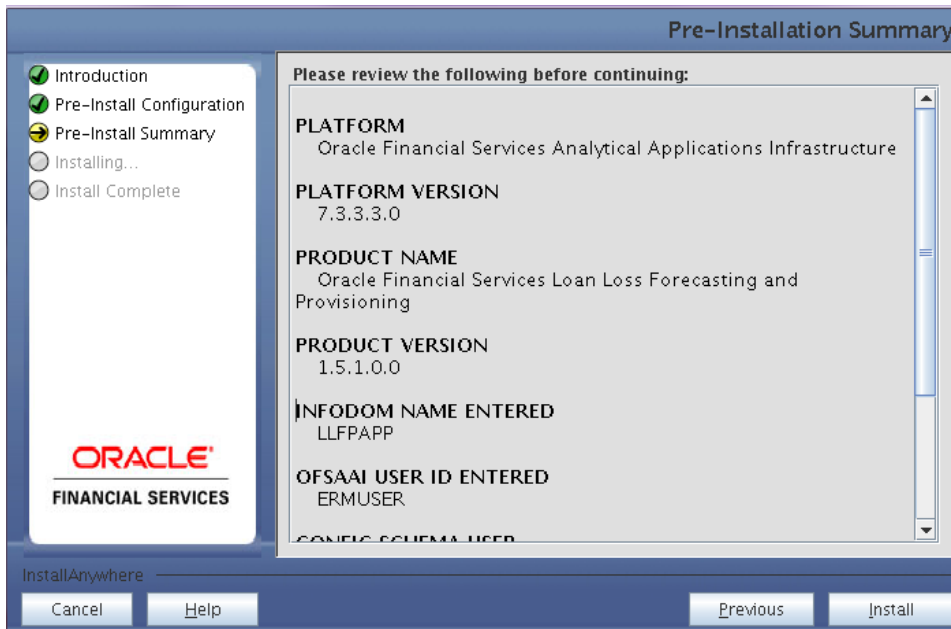 Pre-Installation Summary
Introduction
Pre-Install Configuration
Pre-Install Summary
Installing...
Install Complete
ORACLE®
FINANCIAL SERVICES
Please review the following before continuing:
PLATFORM
Oracle Financial Services Analytical Applications Infrastructure
PLATFORM VERSION
7.3.3.3.0
PRODUCT NAME
Oracle Financial Services Loan Loss Forecasting and
Provisioning
PRODUCT VERSION
1.5.1.0.0
INFODOM NAME ENTERED
LLFPAPP
OFSAAI USER ID ENTERED
ERMUSER
CONFIG SCHEMA USER
InstallAnywhere
Cancel
Help
Previous
Install